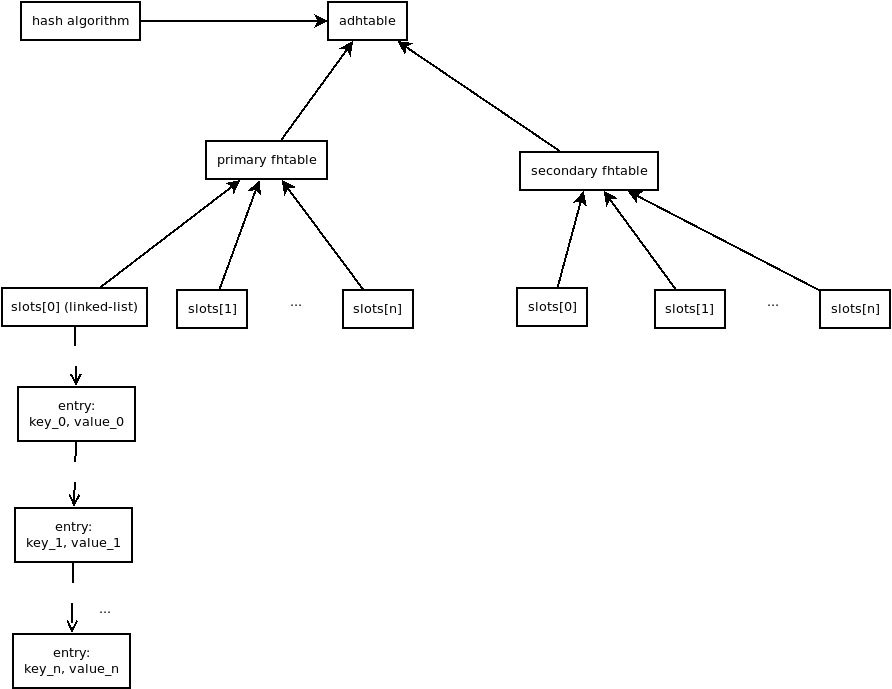 hash algorithm
adhtable
primary fhtable
secondary fhtable
slots[0] (linked-list)
slots[1]
...
slots[n]
slots[0]
slots[1]
...
slots[n]
entry:
key_0, value_0
entry:
key_1, value_1
...
entry:
key_n, value_n